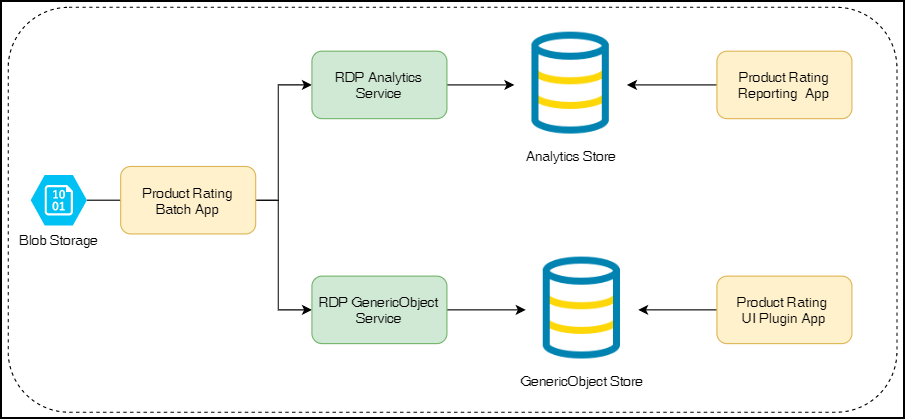 RDP Analytics
Service
Product Rating
Reporting App
Analytics Store
10
01
Product Rating
Batch App
Blob Storage
RDP GenericObject
Service
Product Rating
UI Plugin App
GenericObject Store